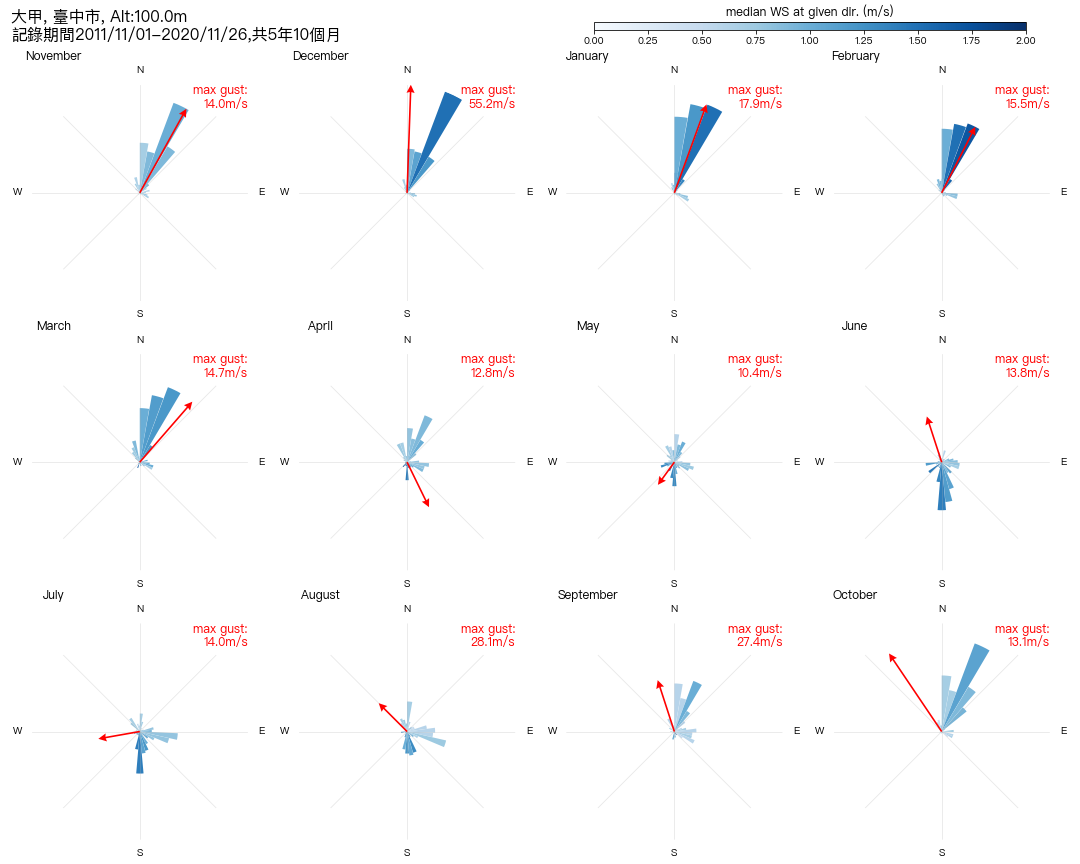 大甲, 臺中市, Alt:100.0m
記錄期間2011/11/01-2020/11/26,共5年10個月
median WS at given dir. (m/s)
0.00 0.25 0.50 0.75 1.00 1.25 1.50 1.75 2.00
November
N
max gust:
14.0m/s
W
E
S
December
N
max gust:
55.2m/s
W
E
January
N
max gust:
17.9m/s
W
E
February
N
max gust:
15.5m/s
W
E
S
March
N
max gust:
14.7m/s
W
E
S
April
N
max gust:
12.8m/s
W
E
May
N
max gust:
10.4m/s
W
E
June
N
max gust:
13.8m/s
W
E
S
July
N
max gust:
14.0m/s
W
E
S
August
N
max gust:
28.1m/s
W
E
S
September
N
max gust:
27.4m/s
W
E
S
October
N
max gust:
13.1m/s
W
E
S